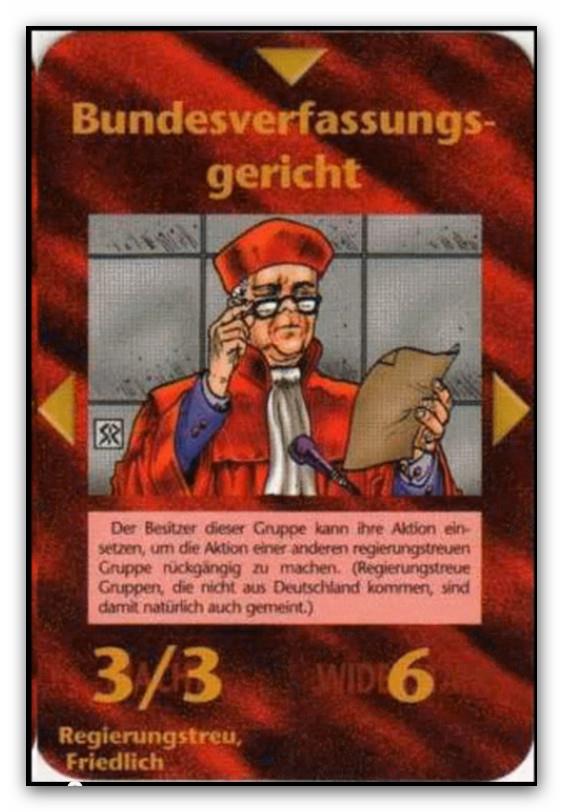 Bundesverfassungs-
gericht
SR
Der Besitzer dieser Gruppe kann ihre Aktion ein-
setzen, um die Aktion einer anderen regierungstreuen
Gruppe rückgängig zu machen. (Regierungstreue
Gruppen, die nicht aus Deutschland kommen, sind
damit natürlich auch gemeint.)
3/3 6
Regierungstreu,
Friedlich